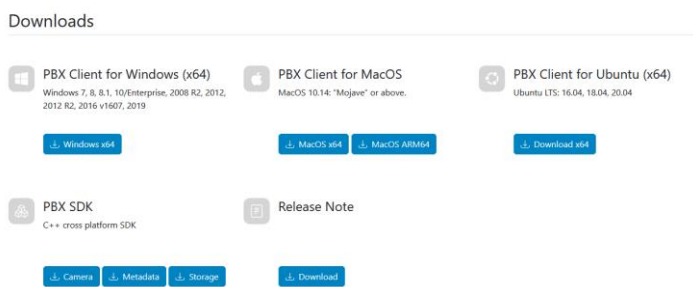 Downloads
PBX Client for Windows (x64)
Windows 7, 8, 8.1, 10/Enterprise, 2008 R2, 2012,
2012 R2, 2016 v1607, 2019
Windows x64
PBX Client for MacOS
MacOS 10.14: "Mojave" or above.
MacOS x64
MacOS ARM64
PBX Client for Ubuntu (x64)
Ubuntu LTS: 16.04, 18.04, 20.04
Download x64
PBX SDK
C++ cross platform SDK
Camera
Metadata
Storage
Release Note
Download